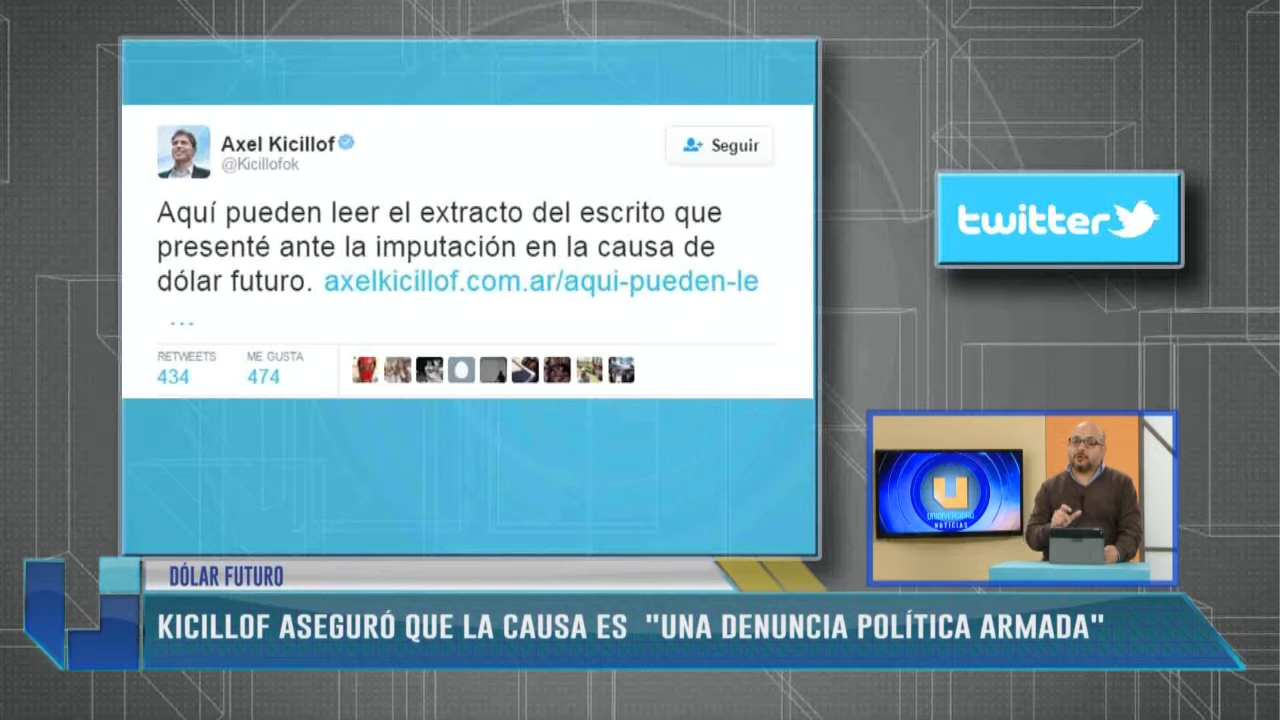 Axel Kicillof
@Kicillofok
Seguir
Aquí pueden leer el extracto del escrito que
presenté ante la imputación en la causa de
dólar futuro. axelkicillof.com.ar/aqui-pueden-le
...
RETWEETS ME GUSTA
434 474
twitter
UNIDIVERSIDAD
NOTICIAS
DÓLAR FUTURO
KICILLOF ASEGURÓ QUE LA CAUSA ES "UNA DENUNCIA POLÍTICA ARMADA"